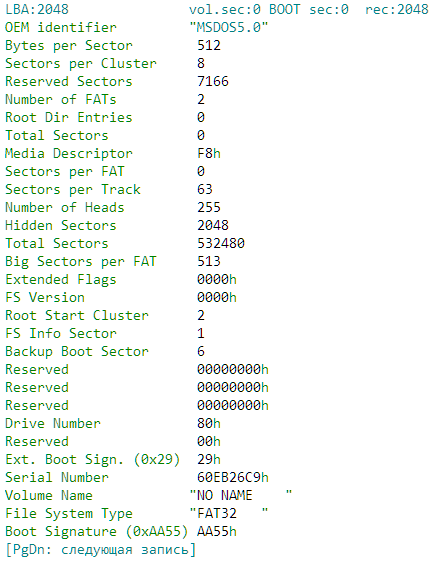 LBA:2048 vol.sec:0 BOOT sec:0 rec:2048
OEM identifier "MSDOS5.0"
Bytes per Sector 512
Sectors per Cluster 8
Reserved Sectors 7166
Number of FATs 2
Root Dir Entries 0
Total Sectors 0
Media Descriptor F8h
Sectors per FAT 0
Sectors per Track 63
Number of Heads 255
Hidden Sectors 2048
Total Sectors 532480
Big Sectors per FAT 513
Extended Flags 0000h
FS Version 0000h
Root Start Cluster 2
FS Info Sector 1
Backup Boot Sector 6
Reserved 00000000h
Reserved 00000000h
Reserved 00000000h
Drive Number 80h
Reserved 00h
Ext. Boot Sign. (0x29) 29h
Serial Number 60EB26C9h
Volume Name "NO NAME    "
File System Type "FAT32   "
Boot Signature (0xAA55) AA55h
[PgDn: следующая запись]